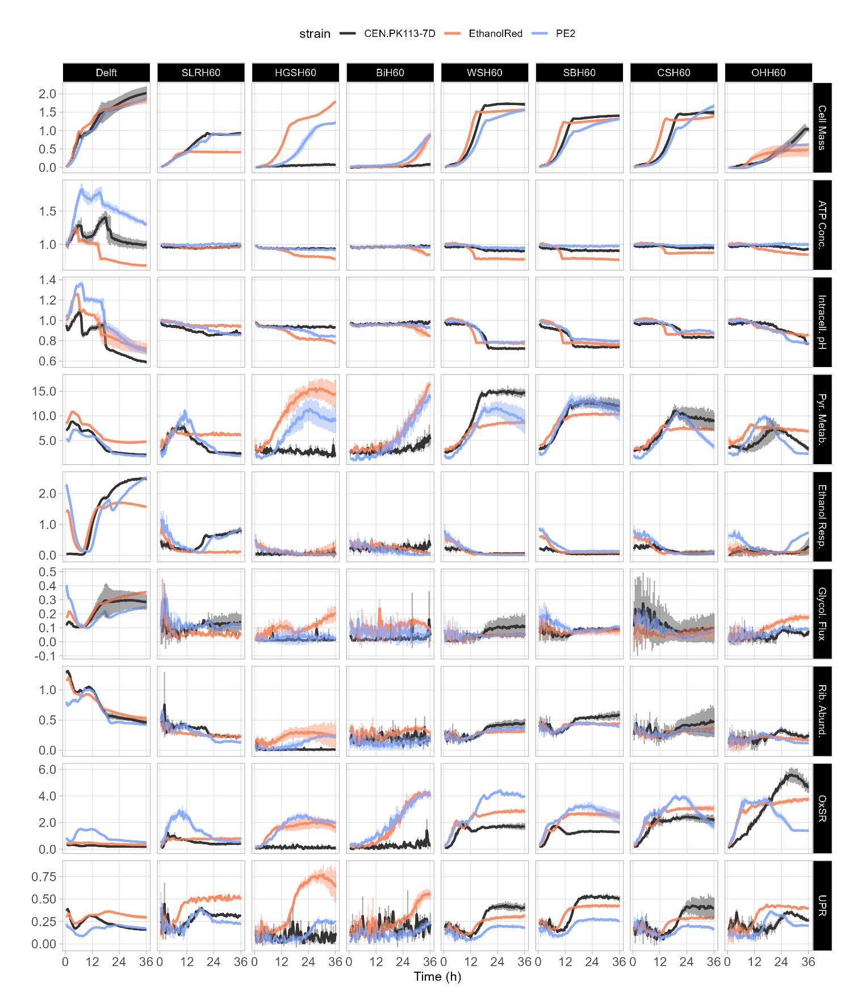 strain CEN.PK113-7D EthanolRed PE2
Delft SLRH60 HGSH60 BiH60 WSH60 SBH60 CSH60 OHH60
2.0
1.5
1.0
0.5
0.0
Cell Mass
1.5
1.0
ATP Conc.
1.4
1.2
1.0
0.8
0.6
Intracell. pH
15.0
10.0
5.0
Pyr. Metab.
2.0
1.0
0.0
Ethanol Resp.
0.5
0.4
0.3
0.2
0.1
0.0
-0.1
Glycol. Flux
1.0
0.5
0.0
Rib. Abund.
6.0
4.0
2.0
0.0
OxSR
0.75
0.50
0.25
0.00
UPR
0 12 24 36 0 12 24 36 0 12 24 36 0 12 24 36 0 12 24 36 0 12 24 36 0 12 24 36 0 12 24 36
Time (h)